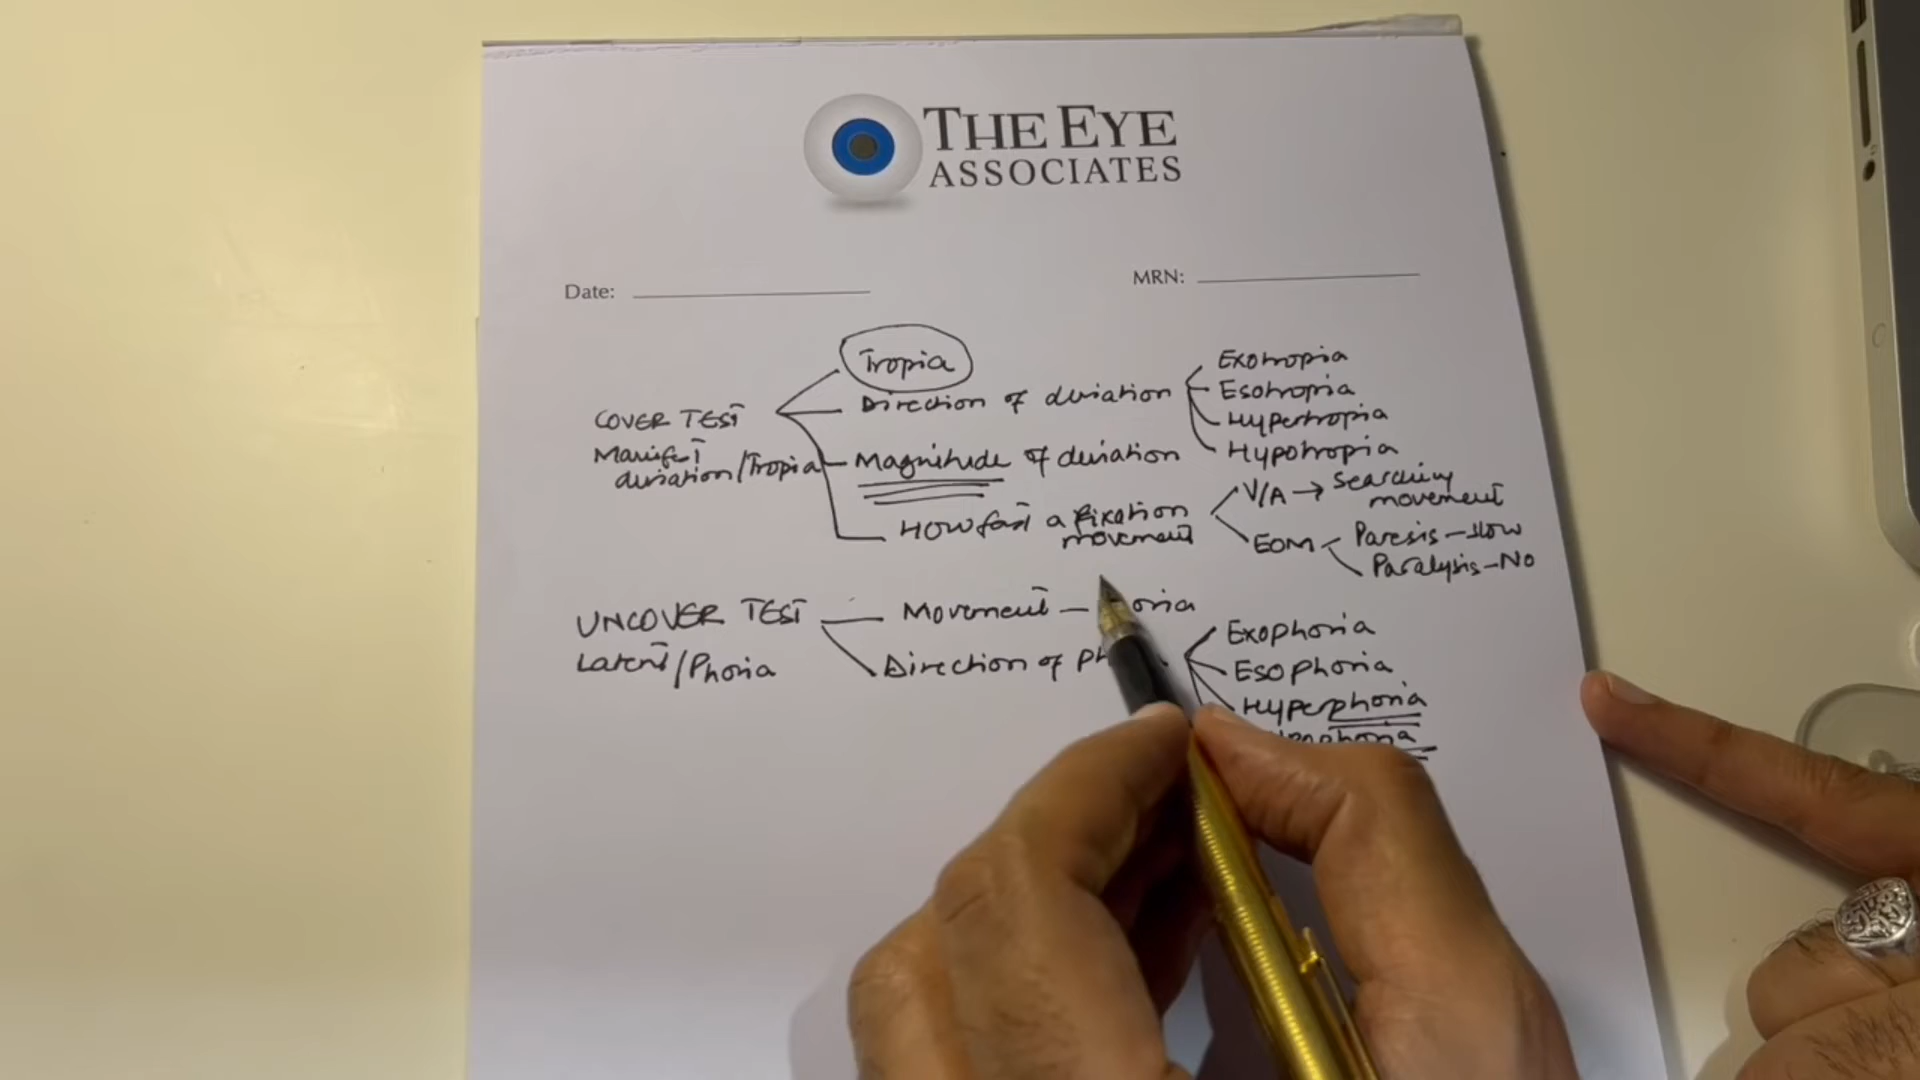 THE EYE
ASSOCIATES
Date:
MRN:
Tropia
COVER TEST
Manifest
deviation/Tropia
Direction of deviation
Exotropia
Esotropia
Hypertropia
Hypotropia
Magnitude of deviation
How fast a fixation
movement
V/A → Searching
movement
EOM
Paresis - slow
Paralysis - No
UNCOVER TEST
Latent/Phoria
Movement -
Direction of
Exophoria
Esophoria
Hyperphoria